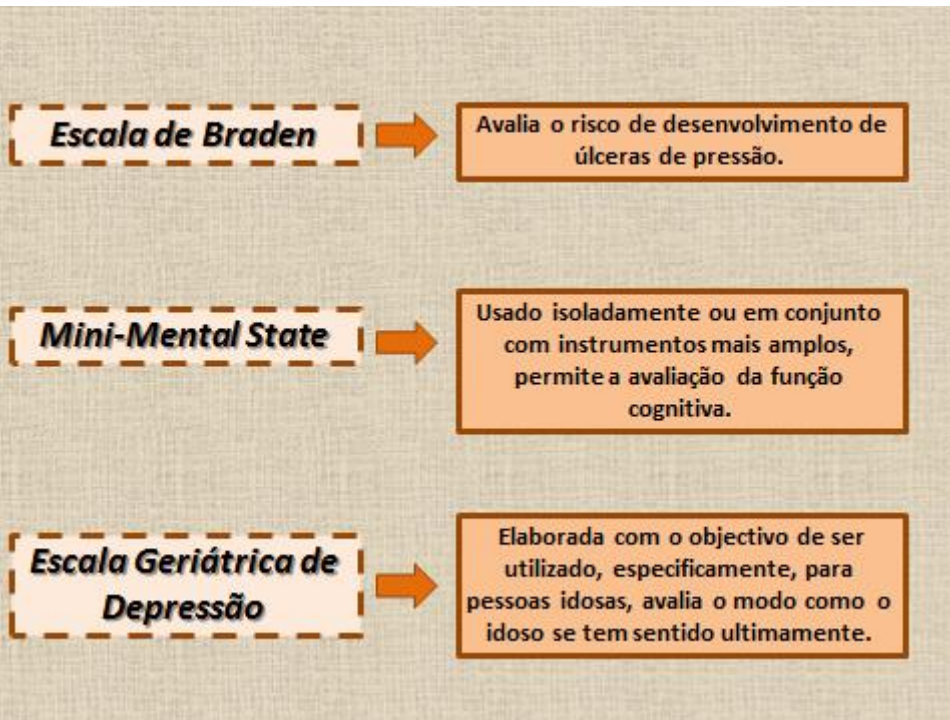 Escala de Braden
Avalia o risco de desenvolvimento de
úlceras de pressão.
Mini-Mental State
Usado isoladamente ou em conjunto
com instrumentos mais amplos,
permite a avaliação da função
cognitiva.
Escala Geriátrica de
Depressão
Elaborada com o objectivo de ser
utilizado, especificamente, para
pessoas idosas, avalia o modo como o
idoso se tem sentido ultimamente.